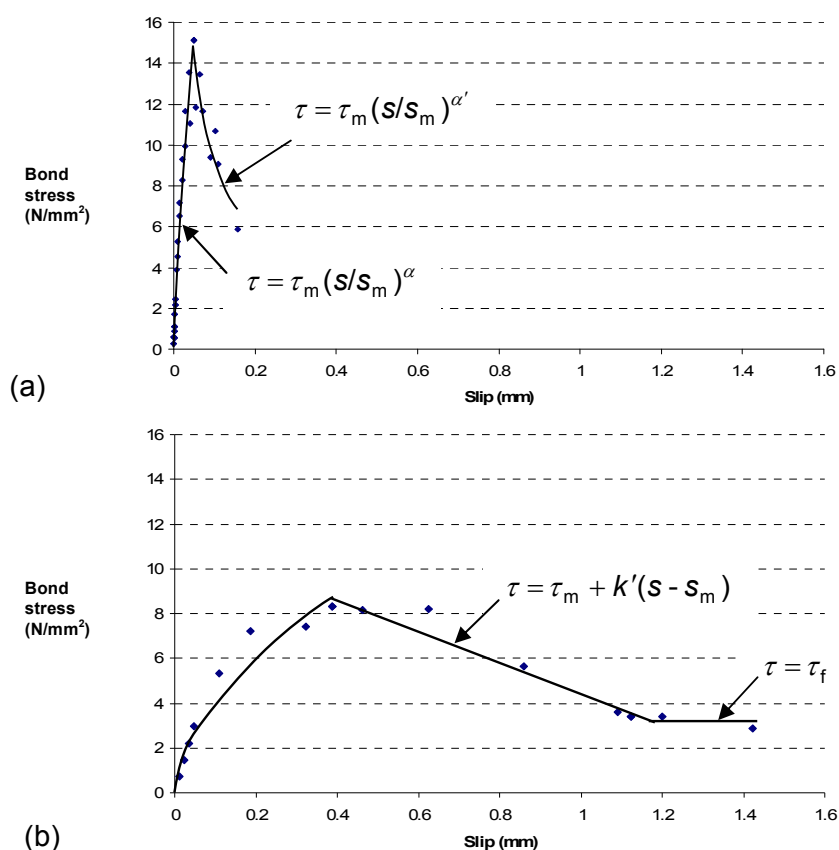 16
14
12
10
8
6
4
2
0
Bond
stress
(N/mm²)
τ = τm(s/sm)^α′
τ = τm(s/sm)^α
0 0.2 0.4 0.6 0.8 1 1.2 1.4 1.6
Slip (mm)
(a)
16
14
12
10
8
6
4
2
0
Bond
stress
(N/mm²)
τ = τm + k′(s - sm)
τ = τf
0 0.2 0.4 0.6 0.8 1 1.2 1.4 1.6
Slip (mm)
(b)